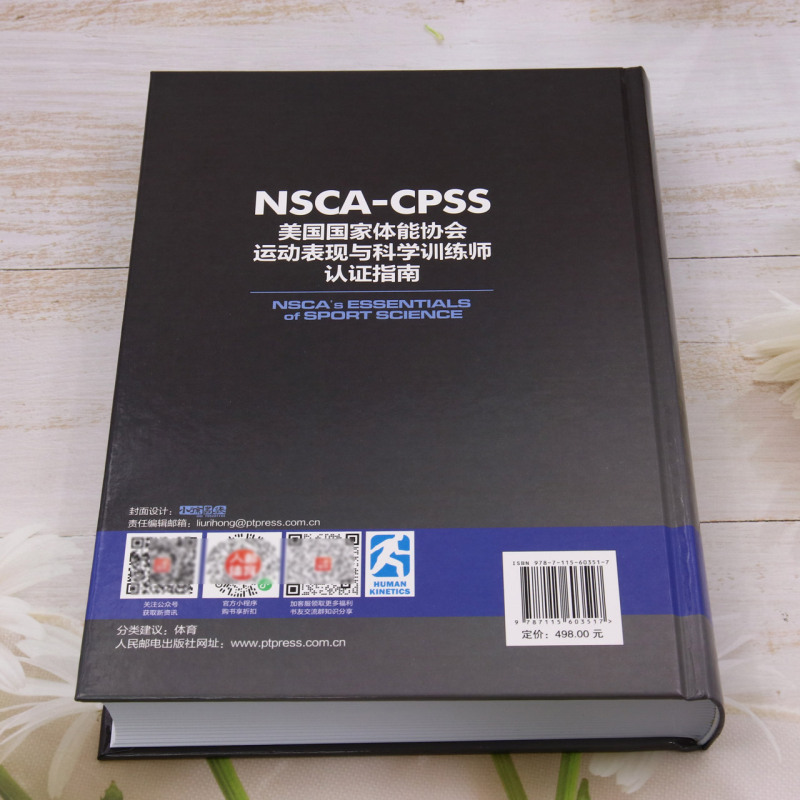 NSCA-CPSS
美国国家体能协会
运动表现与科学训练师
认证指南
NSCA's ESSENTIALS
of SPORT SCIENCE
封面设计：
责任编辑邮箱：liurihong@ptpress.com.cn
关注公众号
获取新资讯
官方小程序
购书享折扣
加客服领取更多福利
书友交流群知识分享
HUMAN
KINETICS
分类建议：体育
人民邮电出版社网址：www.ptpress.com.cn
ISBN 978-7-115-60351-7
9 787115 603517>
定价：498.00 元